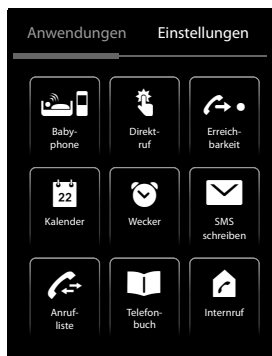 Anwendungen Einstellungen
Baby-
phone
Direkt-
ruf
Erreich-
barkeit
22
Kalender
Wecker
SMS
schreiben
Anruf-
liste
Telefon-
buch
Internruf